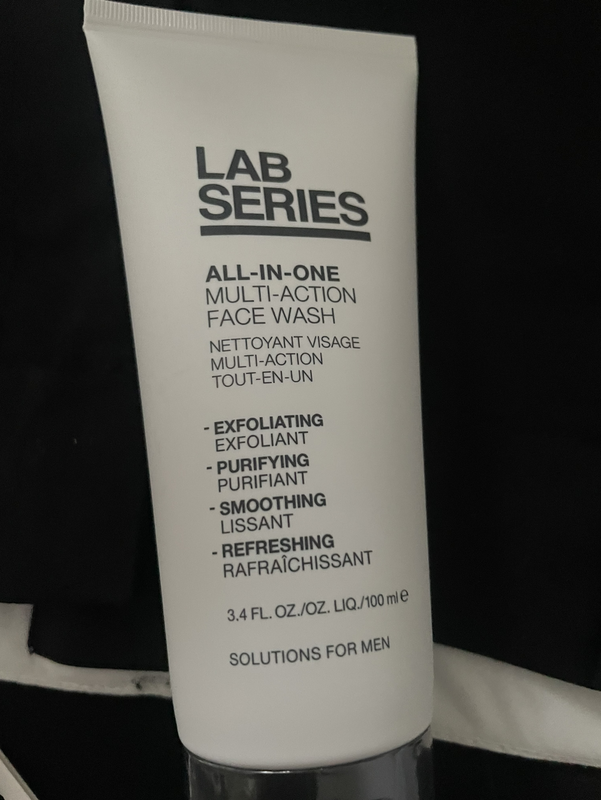 LAB
SERIES
ALL-IN-ONE
MULTI-ACTION
FACE WASH
NETTOYANT VISAGE
MULTI-ACTION
TOUT-EN-UN
- EXFOLIATING
EXFOLIANT
- PURIFYING
PURIFIANT
- SMOOTHING
LISSANT
- REFRESHING
RAFRAÎCHISSANT
3.4 FL. OZ./OZ. LIQ./100 ml ℮
SOLUTIONS FOR MEN